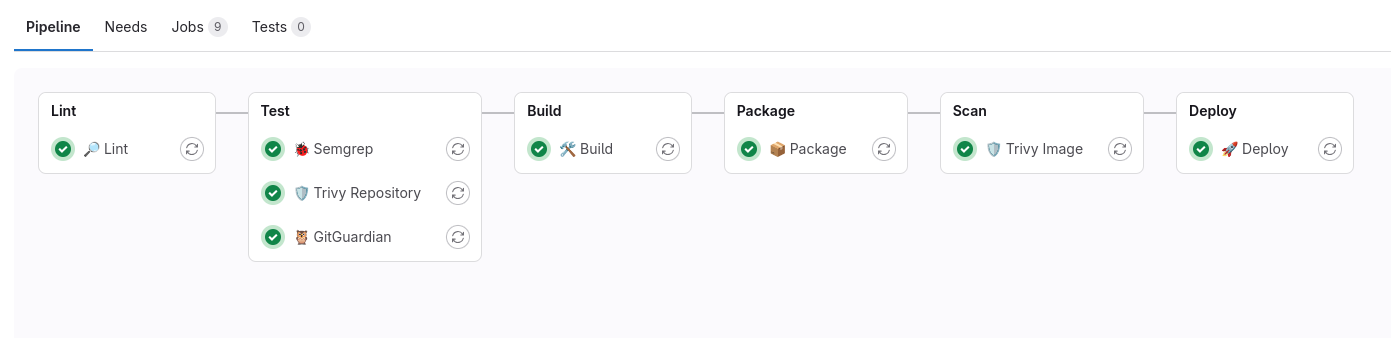 Pipeline Needs Jobs 9 Tests 0
Lint
🔎 Lint
Test
🐞 Semgrep
🛡️ Trivy Repository
🦉 GitGuardian
Build
🛠️ Build
Package
📦 Package
Scan
🛡️ Trivy Image
Deploy
🚀 Deploy